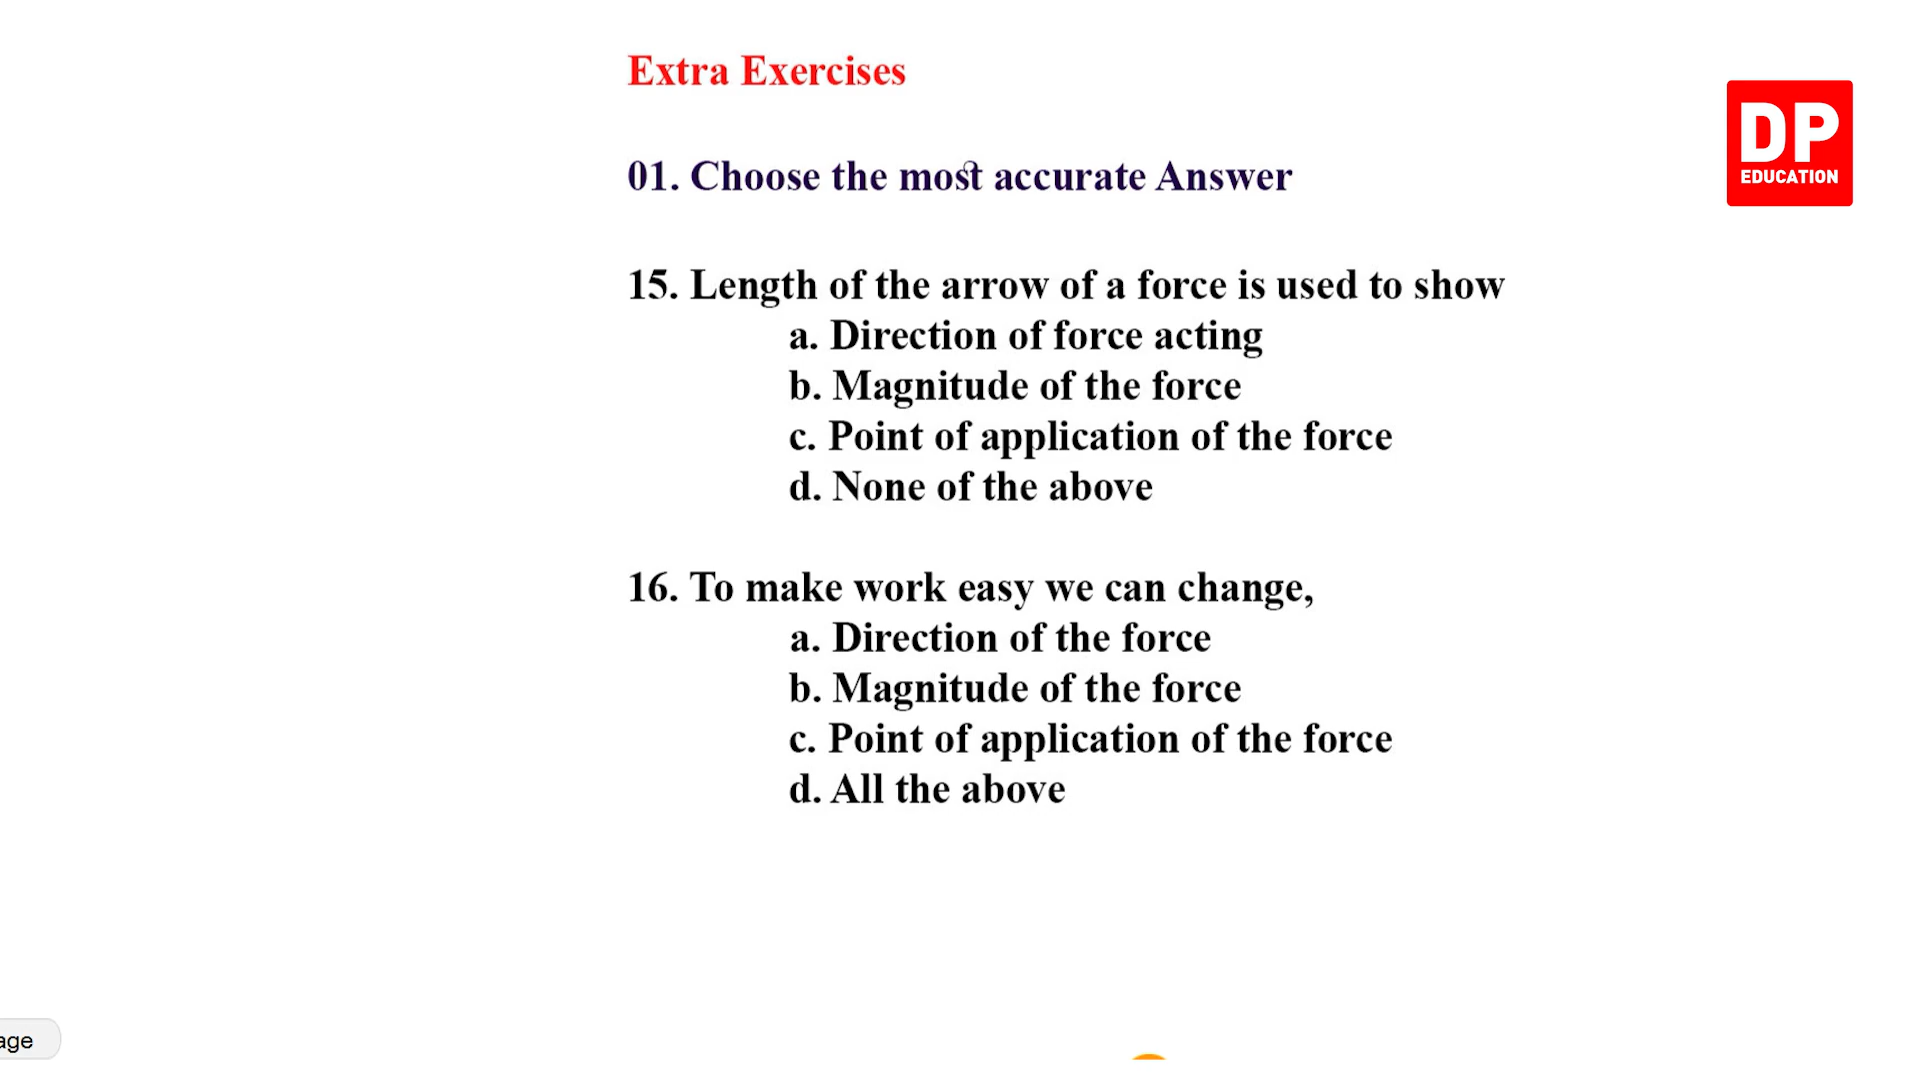 Extra Exercises
DP
EDUCATION
01. Choose the most accurate Answer
15. Length of the arrow of a force is used to show
a. Direction of force acting
b. Magnitude of the force
c. Point of application of the force
d. None of the above
16. To make work easy we can change,
a. Direction of the force
b. Magnitude of the force
c. Point of application of the force
d. All the above
age